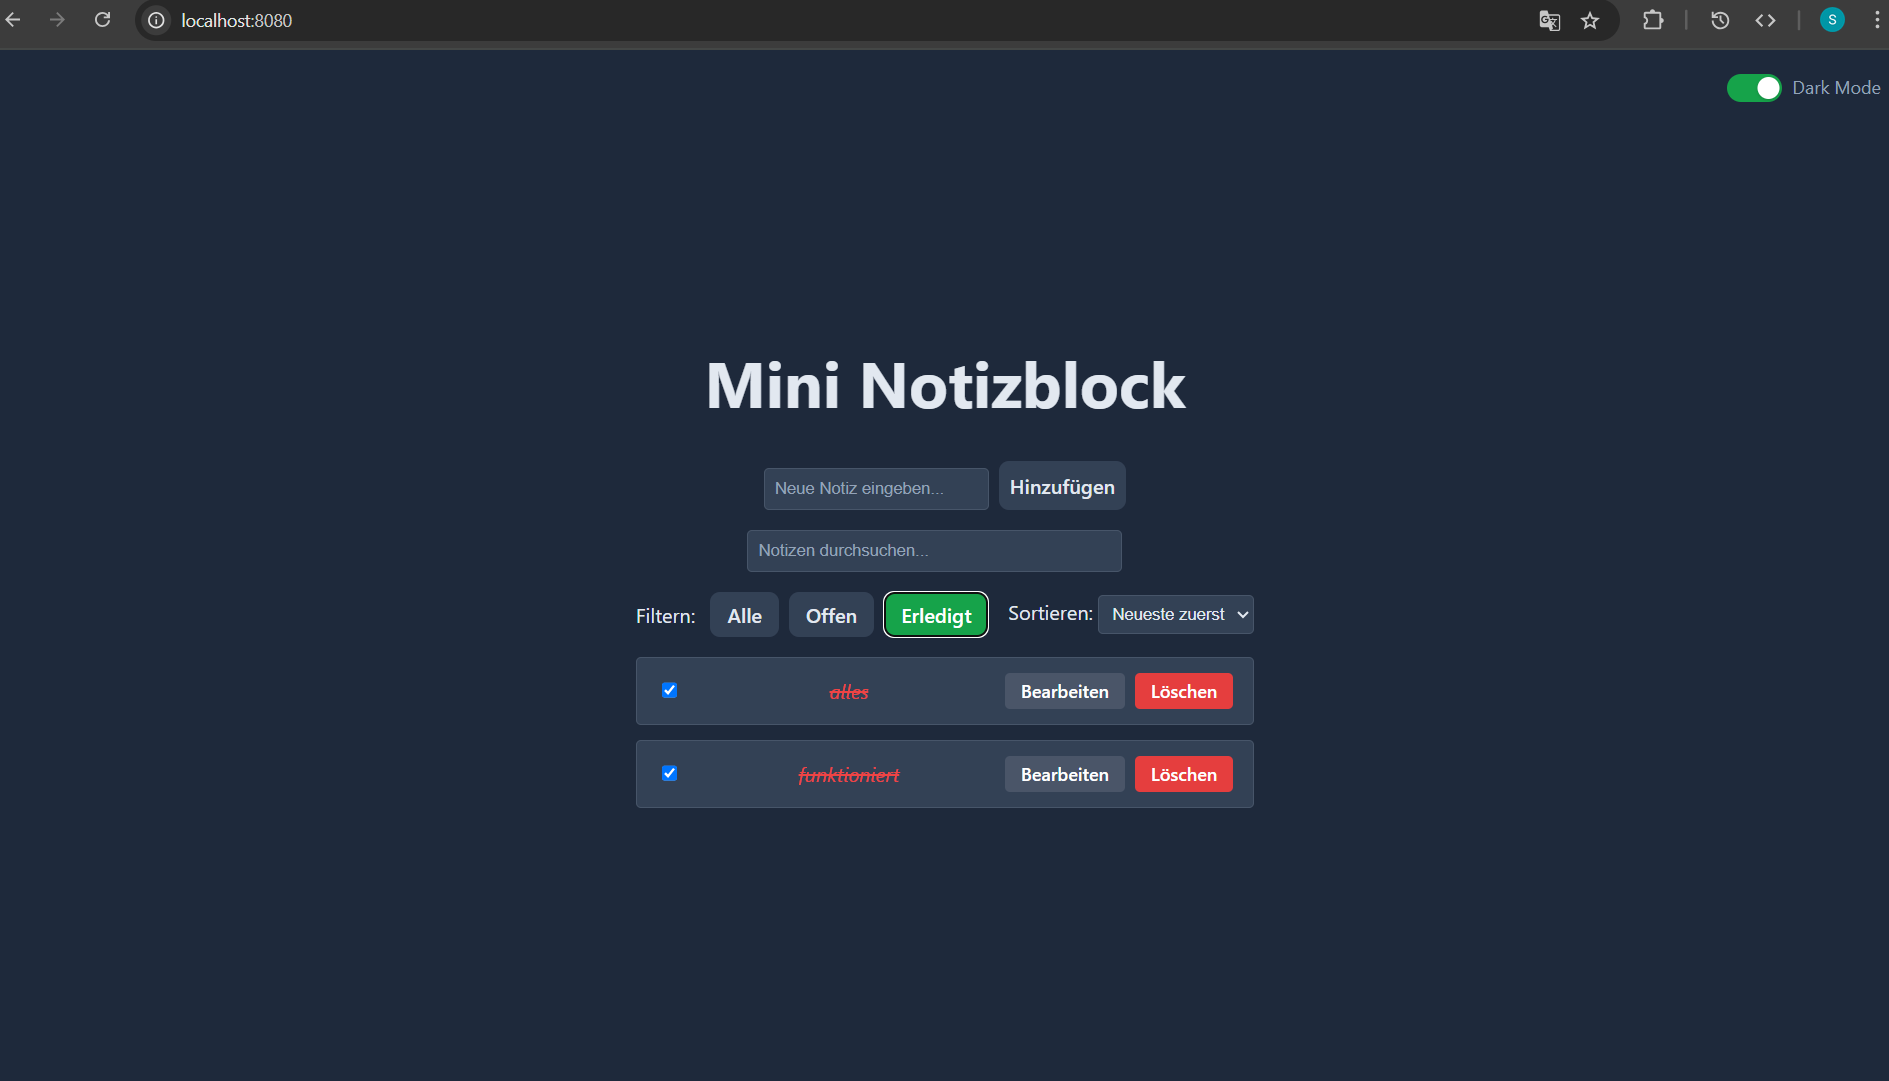 localhost:8080
S
Dark Mode
Mini Notizblock
Neue Notiz eingeben... Hinzufügen
Notizen durchsuchen...
Filtern: Alle Offen Erledigt Sortieren: Neueste zuerst
alles Bearbeiten Löschen
funktioniert Bearbeiten Löschen